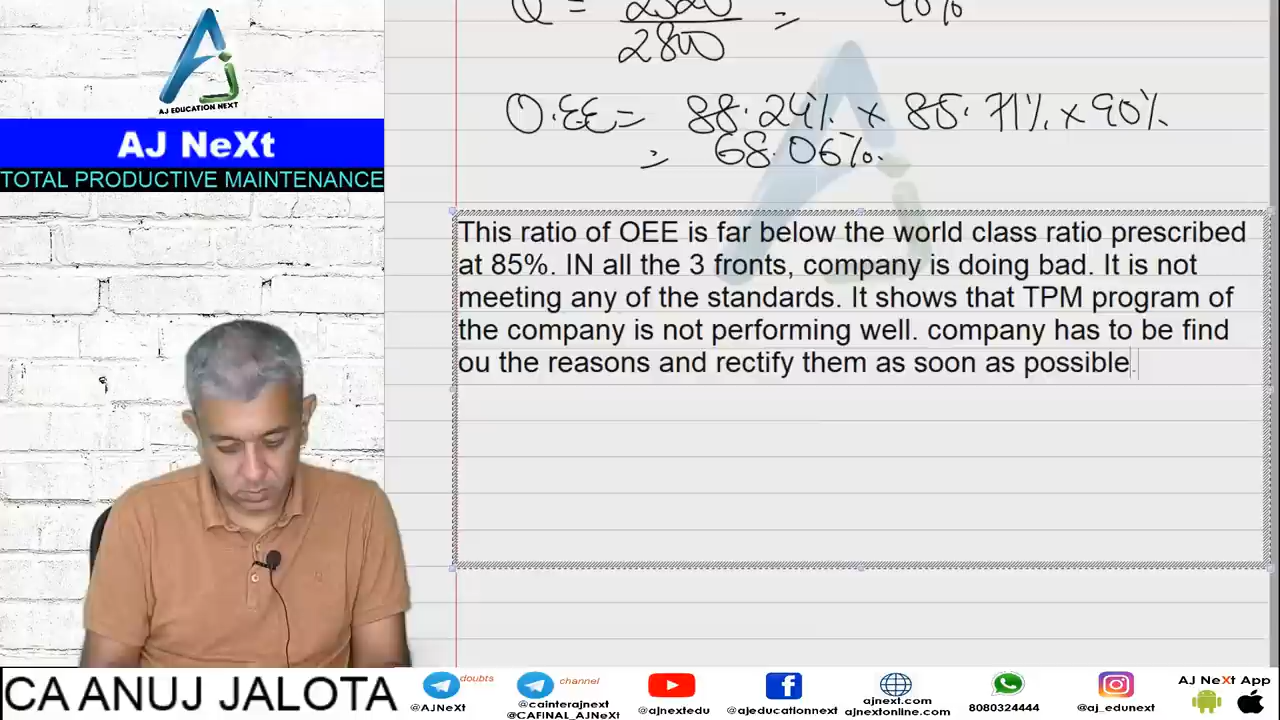 Q = 2520 = 90%
2800
O.EE = 88.24% x 85.71% x 90%
= 68.06%.
AJ EDUCATION NEXT
AJ NeXt
TOTAL PRODUCTIVE MAINTENANCE
This ratio of OEE is far below the world class ratio prescribed
at 85%. IN all the 3 fronts, company is doing bad. It is not
meeting any of the standards. It shows that TPM program of
the company is not performing well. company has to be find
ou the reasons and rectify them as soon as possible.
CA ANUJ JALOTA
doubts
@AJNeXt
channel
@cainterajnext
@CAFINAL_AJNeXt
@ajnextedu
@ajeducationnext
ajnext.com
ajnextonline.com
8080324444
@aj_edunext
AJ NeXt App